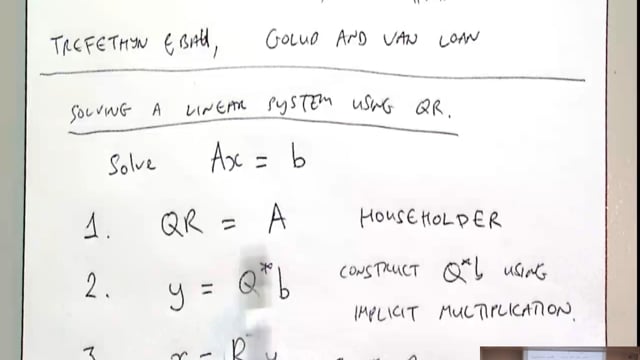 TREFETHYN & BAU, GOLUB AND VAN LOAN
SOLVING A LINEAR SYSTEM USING QR.
Solve Ax = b
1. QR = A HOUSEHOLDER
2. y = Q*b CONSTRUCT Q*b USING
IMPLICIT MULTIPLICATION.
3